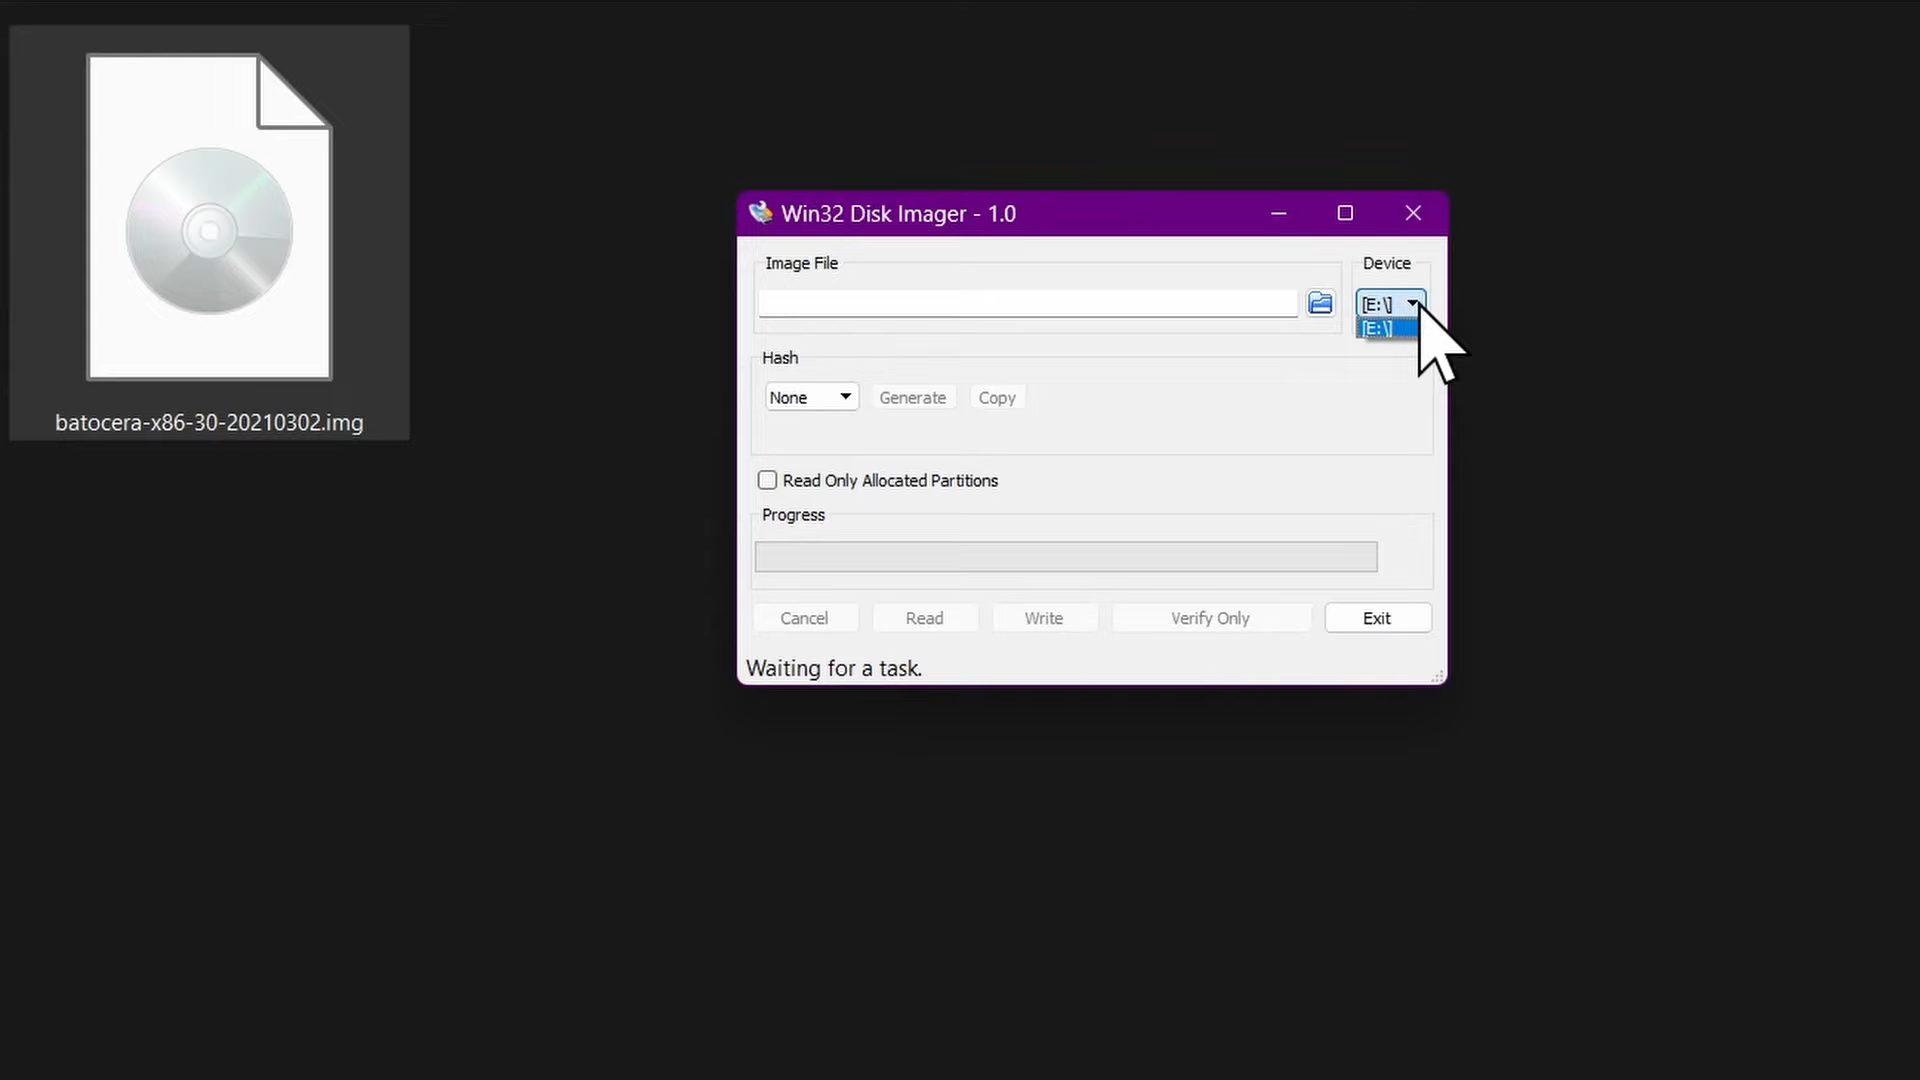 batocera-x86-30-20210302.img
Win32 Disk Imager - 1.0
Image File
Device
[E:\]
[E:\]
Hash
None
Generate
Copy
Read Only Allocated Partitions
Progress
Cancel
Read
Write
Verify Only
Exit
Waiting for a task.